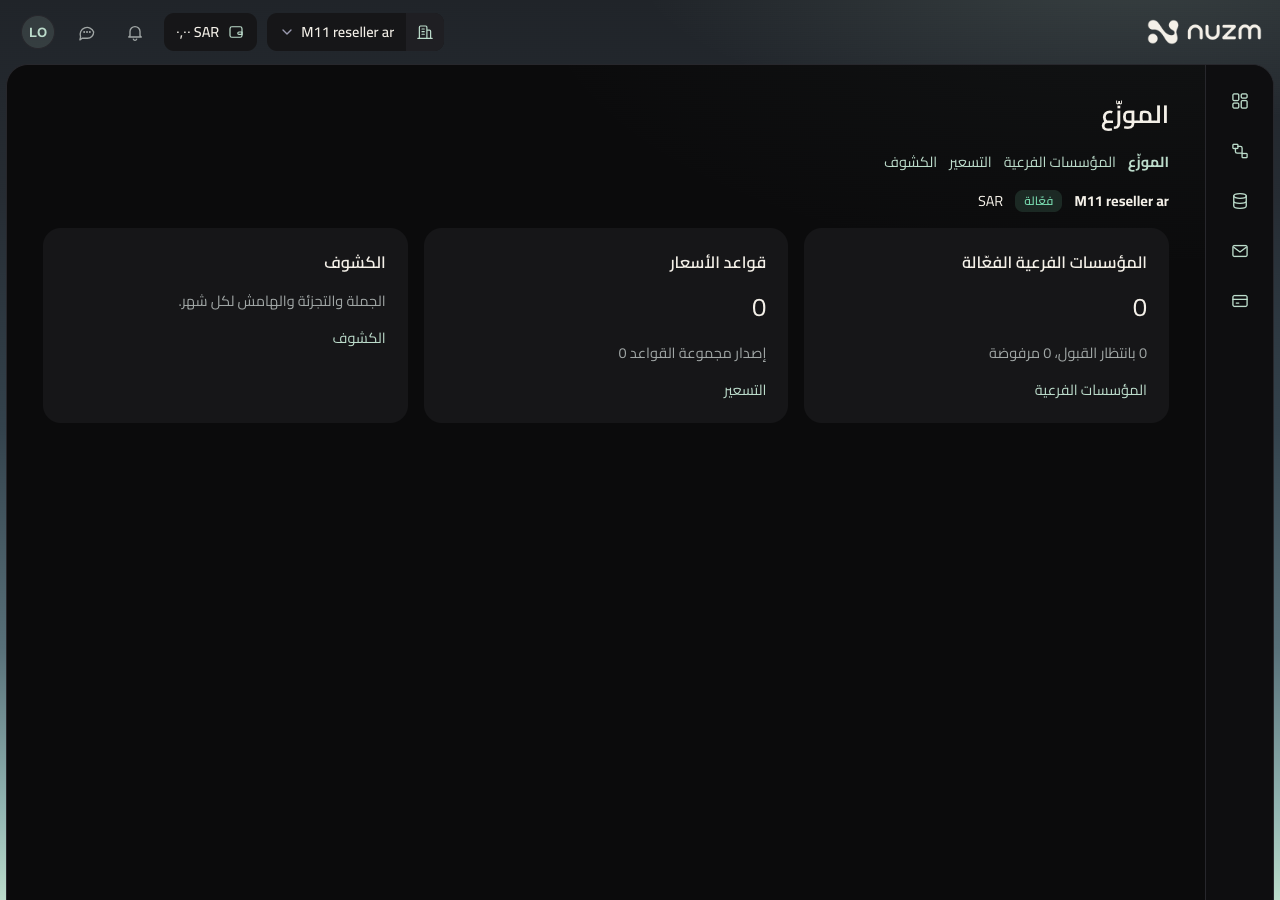 nuzm
M11 reseller ar
٠,٠٠ SAR
LO
الموزّع
الموزّع المؤسسات الفرعية التسعير الكشوف
M11 reseller ar فعّالة SAR
المؤسسات الفرعية الفعّالة
0
0 بانتظار القبول، 0 مرفوضة
المؤسسات الفرعية
قواعد الأسعار
0
إصدار مجموعة القواعد 0
التسعير
الكشوف
الجملة والتجزئة والهامش لكل شهر.
الكشوف